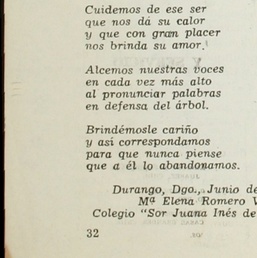 Cuidemos de ese ser
que nos da su calor
y que con gran placer
nos brinda su amor.
Alcemos nuestras voces
en cada vez más alto
al pronunciar palabras
en defensa del árbol.
Brindémosle cariño
y así correspondamos
para que nunca piense
que a él lo abandonamos.
Durango, Dgo., Junio de
Mª Elena Romero V
Colegio "Sor Juana Inés de
32